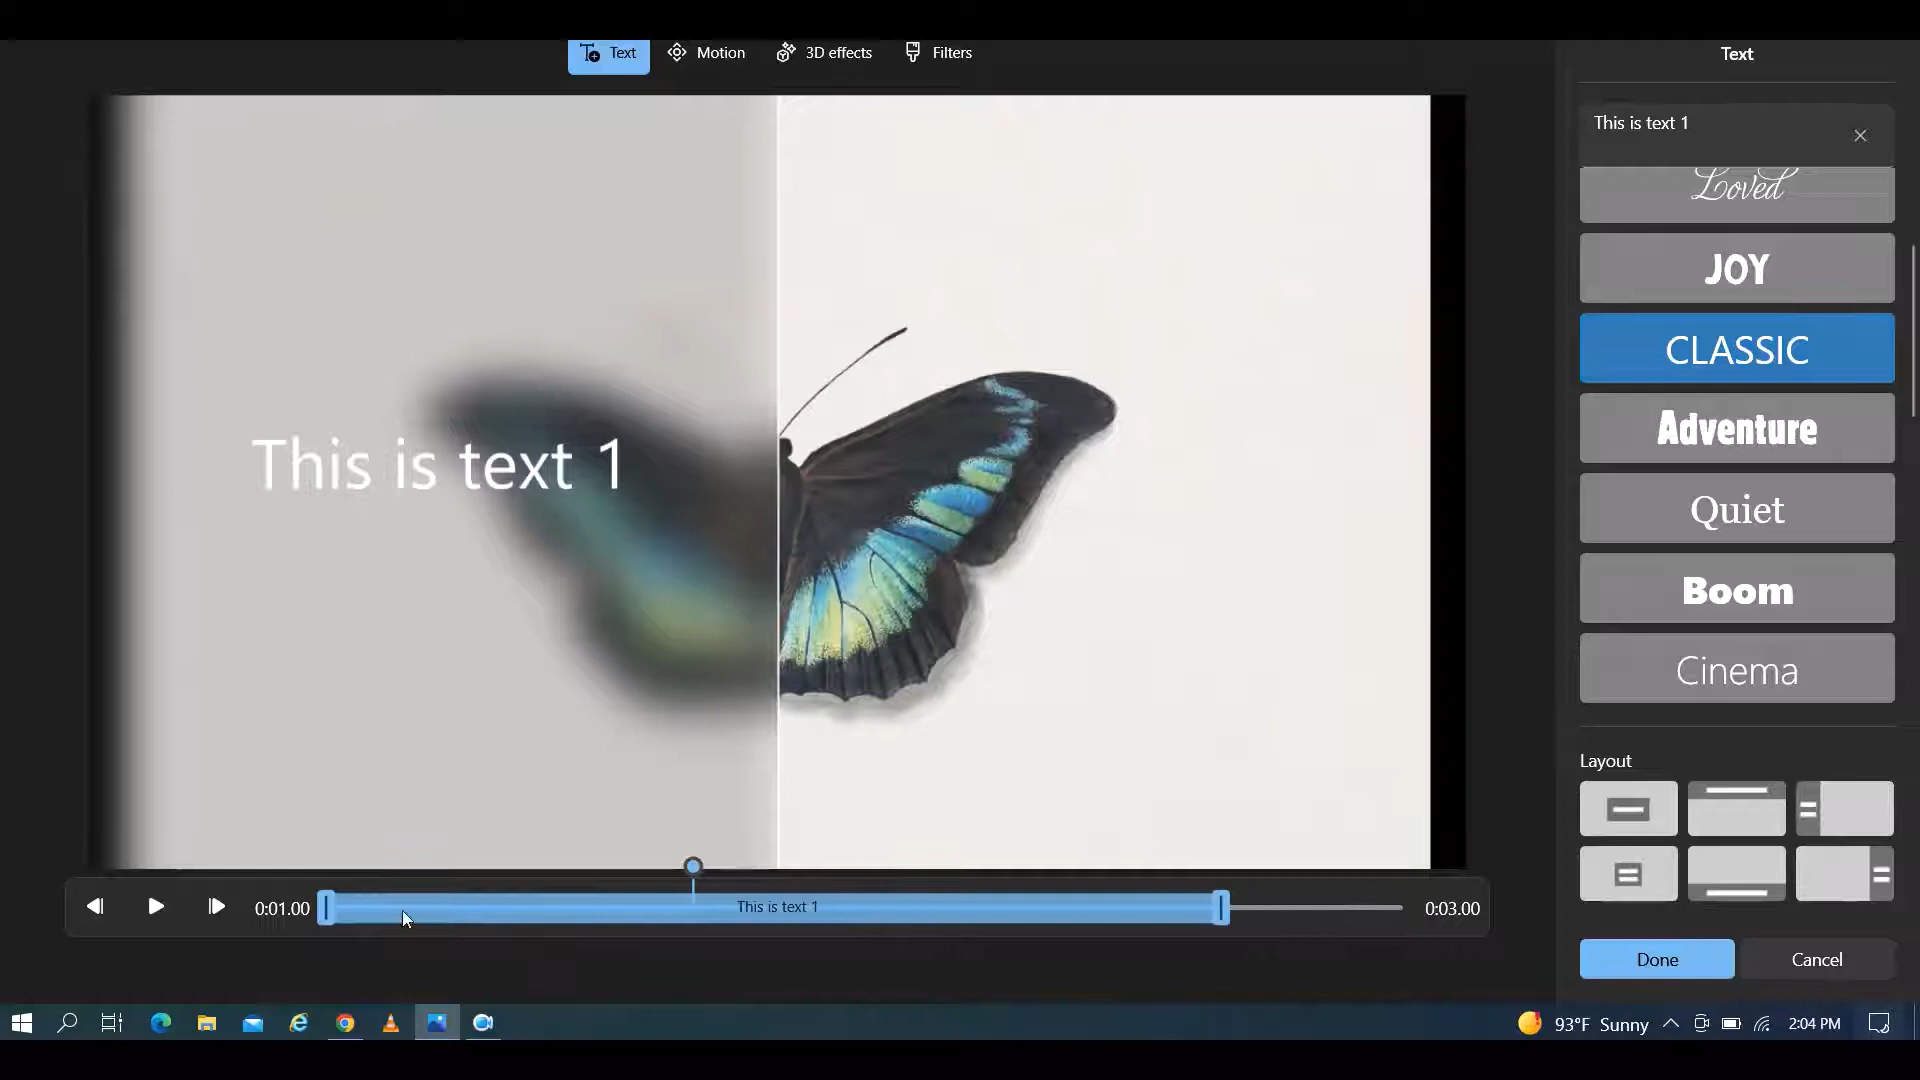 Text
Motion
3D effects
Filters
Text
This is text 1
Loved
JOY
CLASSIC
Adventure
Quiet
Boom
Cinema
This is text 1
Layout
0:01.00
This is text 1
0:03.00
Done
Cancel
93°F Sunny
2:04 PM